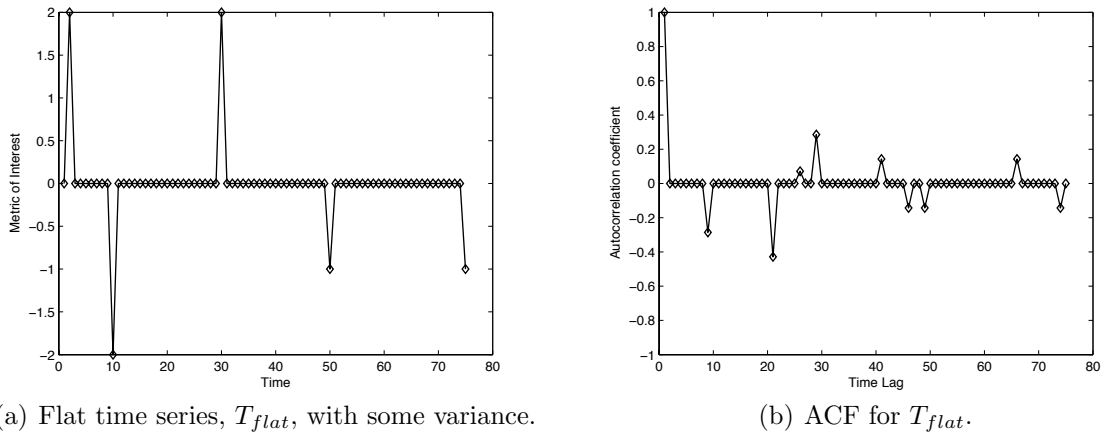 2
1.5
1
0.5
0
-0.5
-1
-1.5
-2
0 10 20 30 40 50 60 70 80
Metric of Interest
Time
(a) Flat time series, T_flat, with some variance.
1
0.8
0.6
0.4
0.2
0
-0.2
-0.4
-0.6
-0.8
-1
0 10 20 30 40 50 60 70 80
Autocorrelation coefficient
Time Lag
(b) ACF for T_flat.